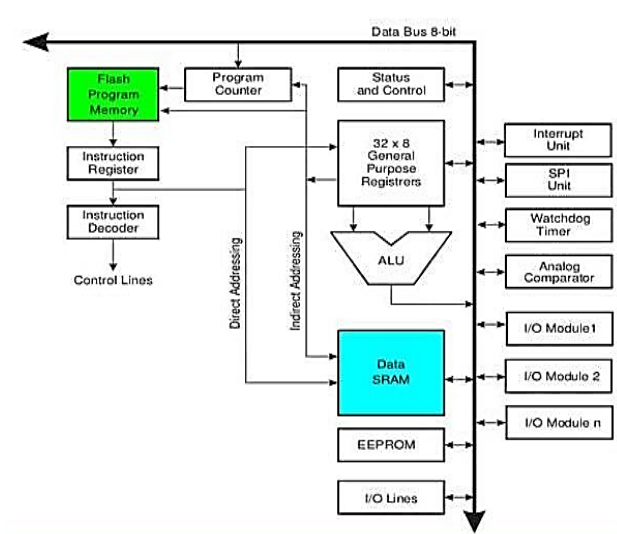 Data Bus 8-bit
Flash
Program
Memory
Program
Counter
Status
and Control
Instruction
Register
32 x 8
General
Purpose
Registrers
Interrupt
Unit
SPI
Unit
Instruction
Decoder
Watchdog
Timer
ALU
Analog
Comparator
Control Lines
Direct Addressing
Indirect Addressing
I/O Module1
Data
SRAM
I/O Module 2
I/O Module n
EEPROM
I/O Lines